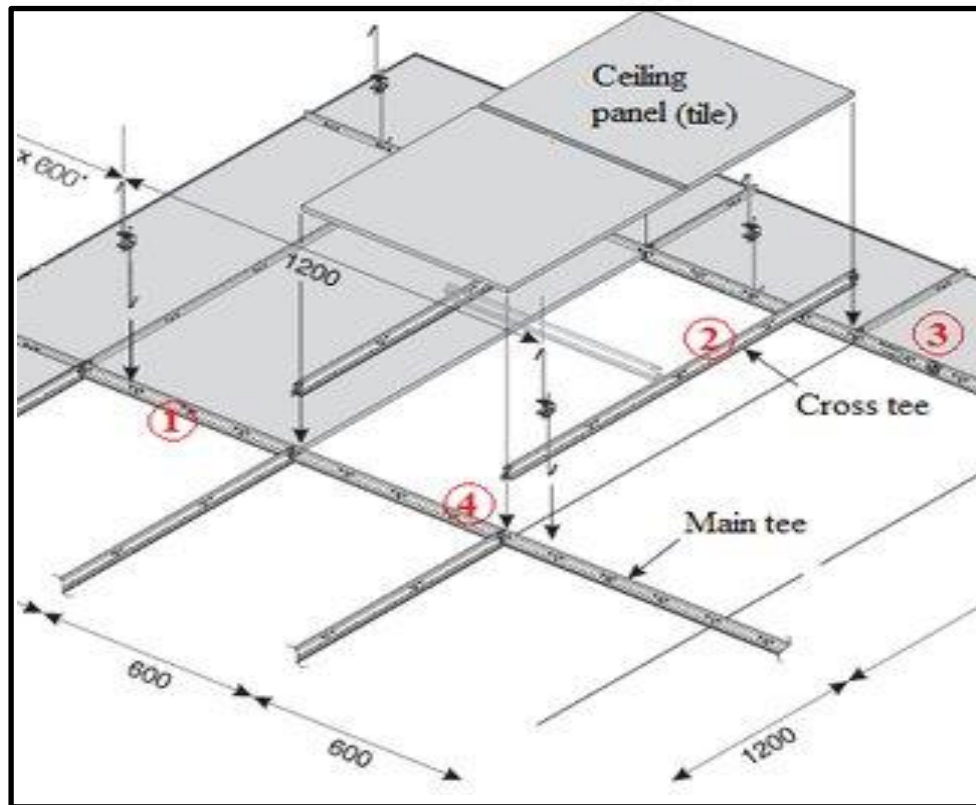 Ceiling
panel (tile)
x 600*
1200
2
3
Cross tee
1
4
Main tee
600
600
1200